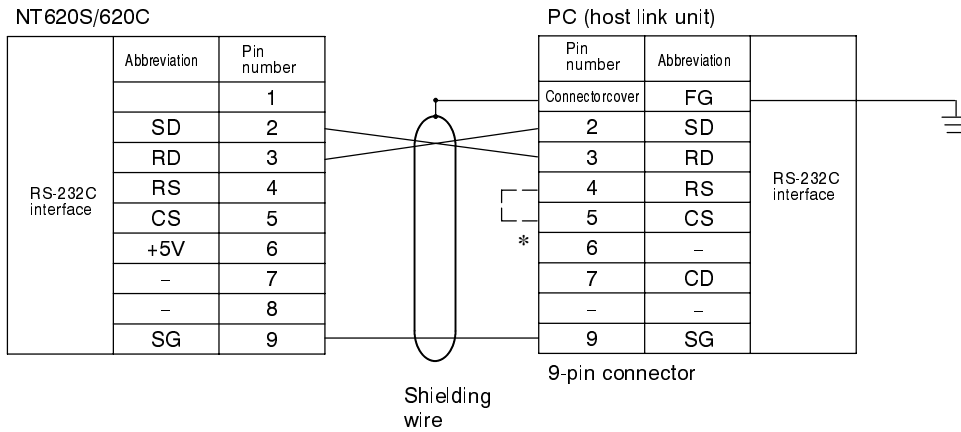 NT620S/620C PC (host link unit)
Abbreviation Pin number Pin number Abbreviation
1 Connectorcover FG
SD 2 2 SD
RD 3 3 RD
RS-232C interface RS 4 4 RS RS-232C interface
CS 5 5 CS
+5V 6 * 6 –
– 7 7 CD
– 8 – –
SG 9 9 SG
9-pin connector
Shielding
wire